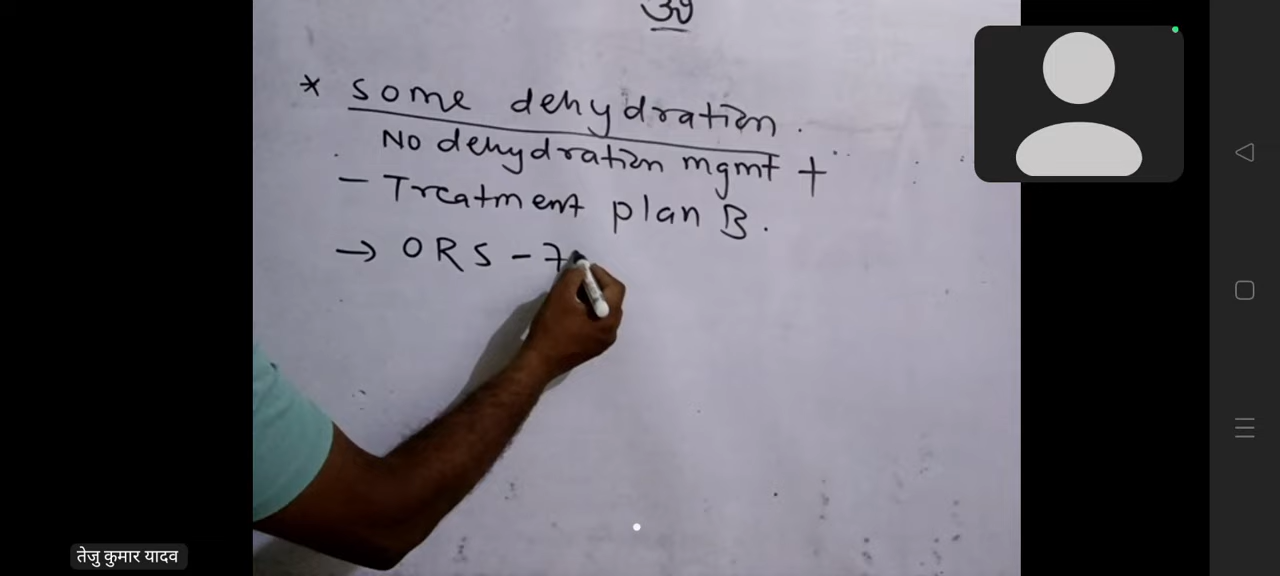 * some dehydration.
No dehydration mgmt +
- Treatment plan B.
→ ORS - 7
तेजु कुमार यादव